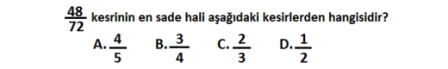 48/72 kesrinin en sade hali aşağıdaki kesirlerden hangisidir?
A. 4/5 B. 3/4 C. 2/3 D. 1/2